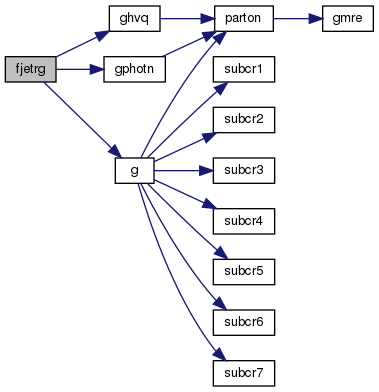 ghvq
parton
gmre
fjetrg
gphotn
subcr1
subcr2
g
subcr3
subcr4
subcr5
subcr6
subcr7